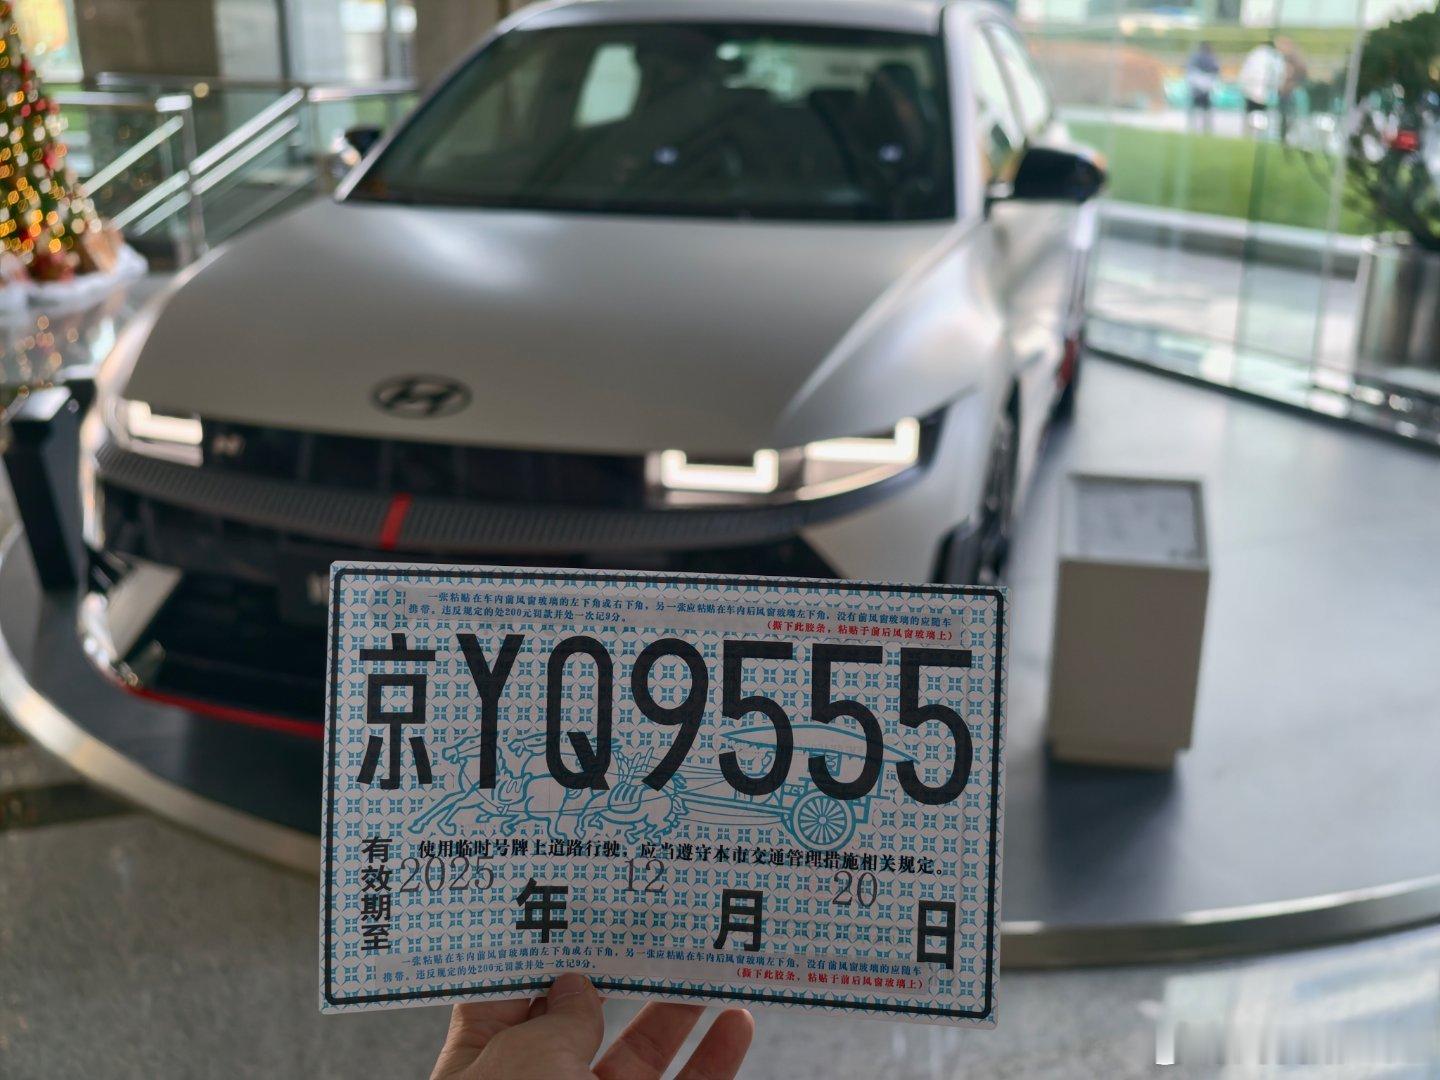 一张粘贴在车内前风窗玻璃的左下角或右下角，另一张应粘贴在车内后风窗玻璃左下角，没有前风窗玻璃的应随车
携带。违反规定的处200元罚款并处一次记9分。
（撕下此胶条，粘贴于前后风窗玻璃上）
京YQ9555
使用临时号牌上道路行驶，应当遵守本市交通管理措施相关规定。
有效期至 2025 年 12 月 20 日
一张粘贴在车内前风窗玻璃的左下角或右下角，另一张应粘贴在车内后风窗玻璃左下角，没有前风窗玻璃的应随车
携带。违反规定的处200元罚款并处一次记9分。
（撕下此胶条，粘贴于前后风窗玻璃上）